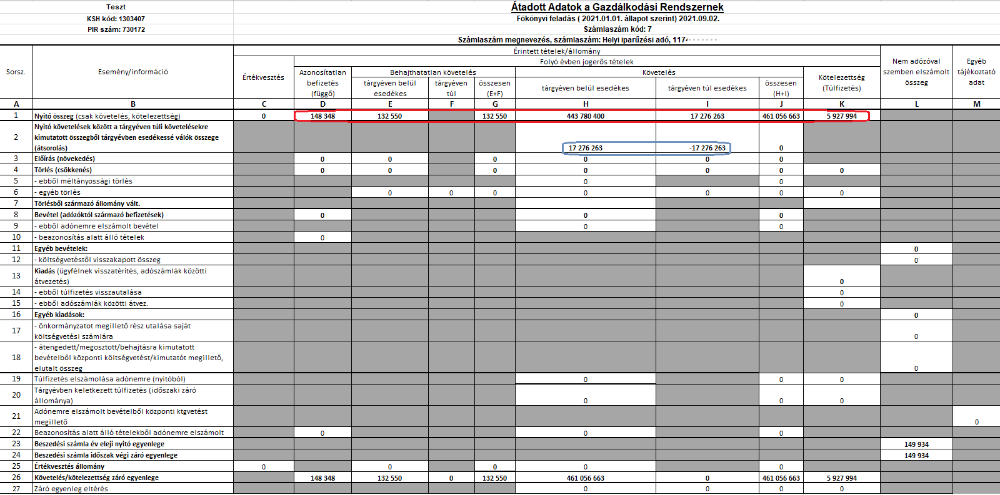 Teszt
Átadott Adatok a Gazdálkodási Rendszernek
KSH kód: 1303407
Főkönyvi feladás ( 2021.01.01. állapot szerint) 2021.09.02.
PIR szám: 730172
Számlaszám kód: 7
Számlaszám megnevezés, számlaszám: Helyi iparűzési adó, 1174
Sorsz.
Esemény/információ
Érintett tételek/állomány
Értékvesztés
Folyó évben jogerős tételek
Azonosítatlan
befizetés
(függő)
Behajthatatlan követelés
tárgyéven belül
esedékes
tárgyéven
túl
összesen
(E+F)
Követelés
tárgyéven belül esedékes
tárgyéven túl esedékes
összesen
(H+I)
Kötelezettség
(Túlfizetés)
Nem adózóval
szemben elszámolt
összeg
Egyéb
tájékoztató
adat
A B C D E F G H I J K L M
1 Nyitó összeg (csak követelés, kötelezettség) 0 148 348 132 550 132 550 443 780 400 17 276 263 461 056 663 5 927 994
Nyitó követelések között a tárgyéven túli követelésekre
2 kimutatott összegből tárgyévben esedékessé válók összege
(átsorolás) 17 276 263 -17 276 263 0
3 Előírás (növekedés) 0 0 0 0 0 0
4 Törlés (csökkenés) 0 0 0 0 0 0 0
5 - ebből méltányossági törlés 0 0
6 - egyéb törlés 0 0 0 0 0 0 0
7 Törlésből származó állomány vált.
8 Bevétel (adózóktól származó befizetések) 0 0 0
9 - ebből adónemre elszámolt bevétel 0 0
10 - beazonosítás alatt álló tételek 0
11 Egyéb bevételek: 0
12 - költségvetéstől visszakapott összeg 0
13 Kiadás (ügyfélnek visszatérítés, adószámlák közötti
átvezetés) 0
14 - ebből túlfizetés visszautalása 0
15 - ebből adószámlák közötti átvez. 0
16 Egyéb kiadások: 0
17 - önkormányzatot megillető rész utalása saját
költségvetési számlára 0
- átengedett/megosztott/behajtásra kimutatott
18 bevételből központi költségvetést/kimutatót megillető,
elutalt összeg 0
19 Túlfizetés elszámolása adónemre (nyitóból) 0 0 0
20 Tárgyévben keletkezett túlfizetés (időszaki záró
állománya) 0 0 0
21 Adónemre elszámolt bevételből központi ktgvetést
megillető 0
22 Beazonosítás alatt álló tételekből adónemre elszámolt 0 0 0
23 Beszedési számla év eleji nyitó egyenlege 149 934
24 Beszedési számla időszak végi záró egyenlege 149 934
25 Értékvesztés állomány 0 0 0 0 0
26 Követelés/kötelezettség záró egyenlege 148 348 132 550 0 132 550 461 056 663 0 461 056 663 5 927 994
27 Záró egyenleg eltérés 0 0 0 0